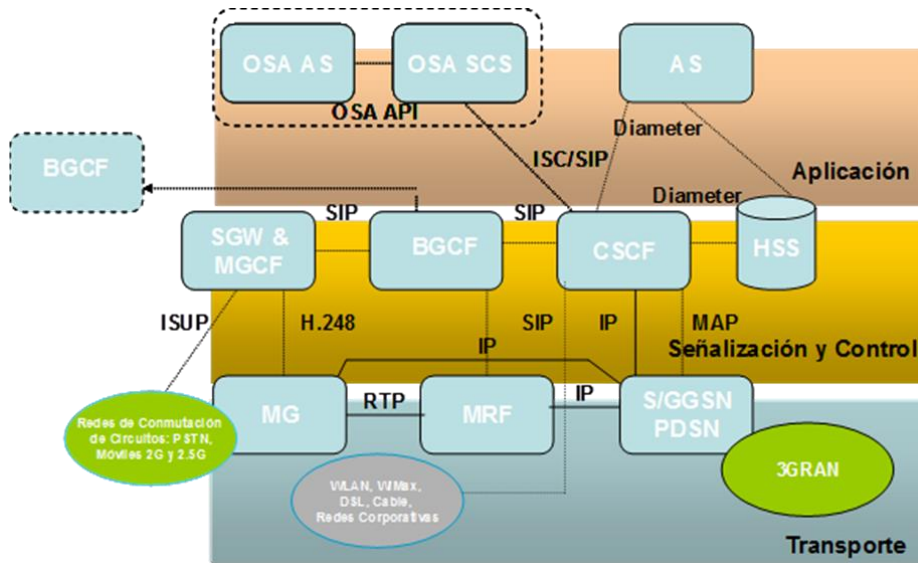 OSA AS
OSA SCS
AS
OSA API
Diameter
ISC/SIP
Aplicación
BGCF
Diameter
SIP
SIP
SGW &
MGCF
BGCF
CSCF
HSS
ISUP
H.248
SIP
IP
MAP
IP
Señalización y Control
MG
RTP
MRF
IP
S/GGSN
PDSN
Redes de Conmutación
de Circuitos: PSTN,
Móviles 2G y 2.5G
WLAN, WiMax,
DSL, Cable,
Redes Corporativas
3GRAN
Transporte